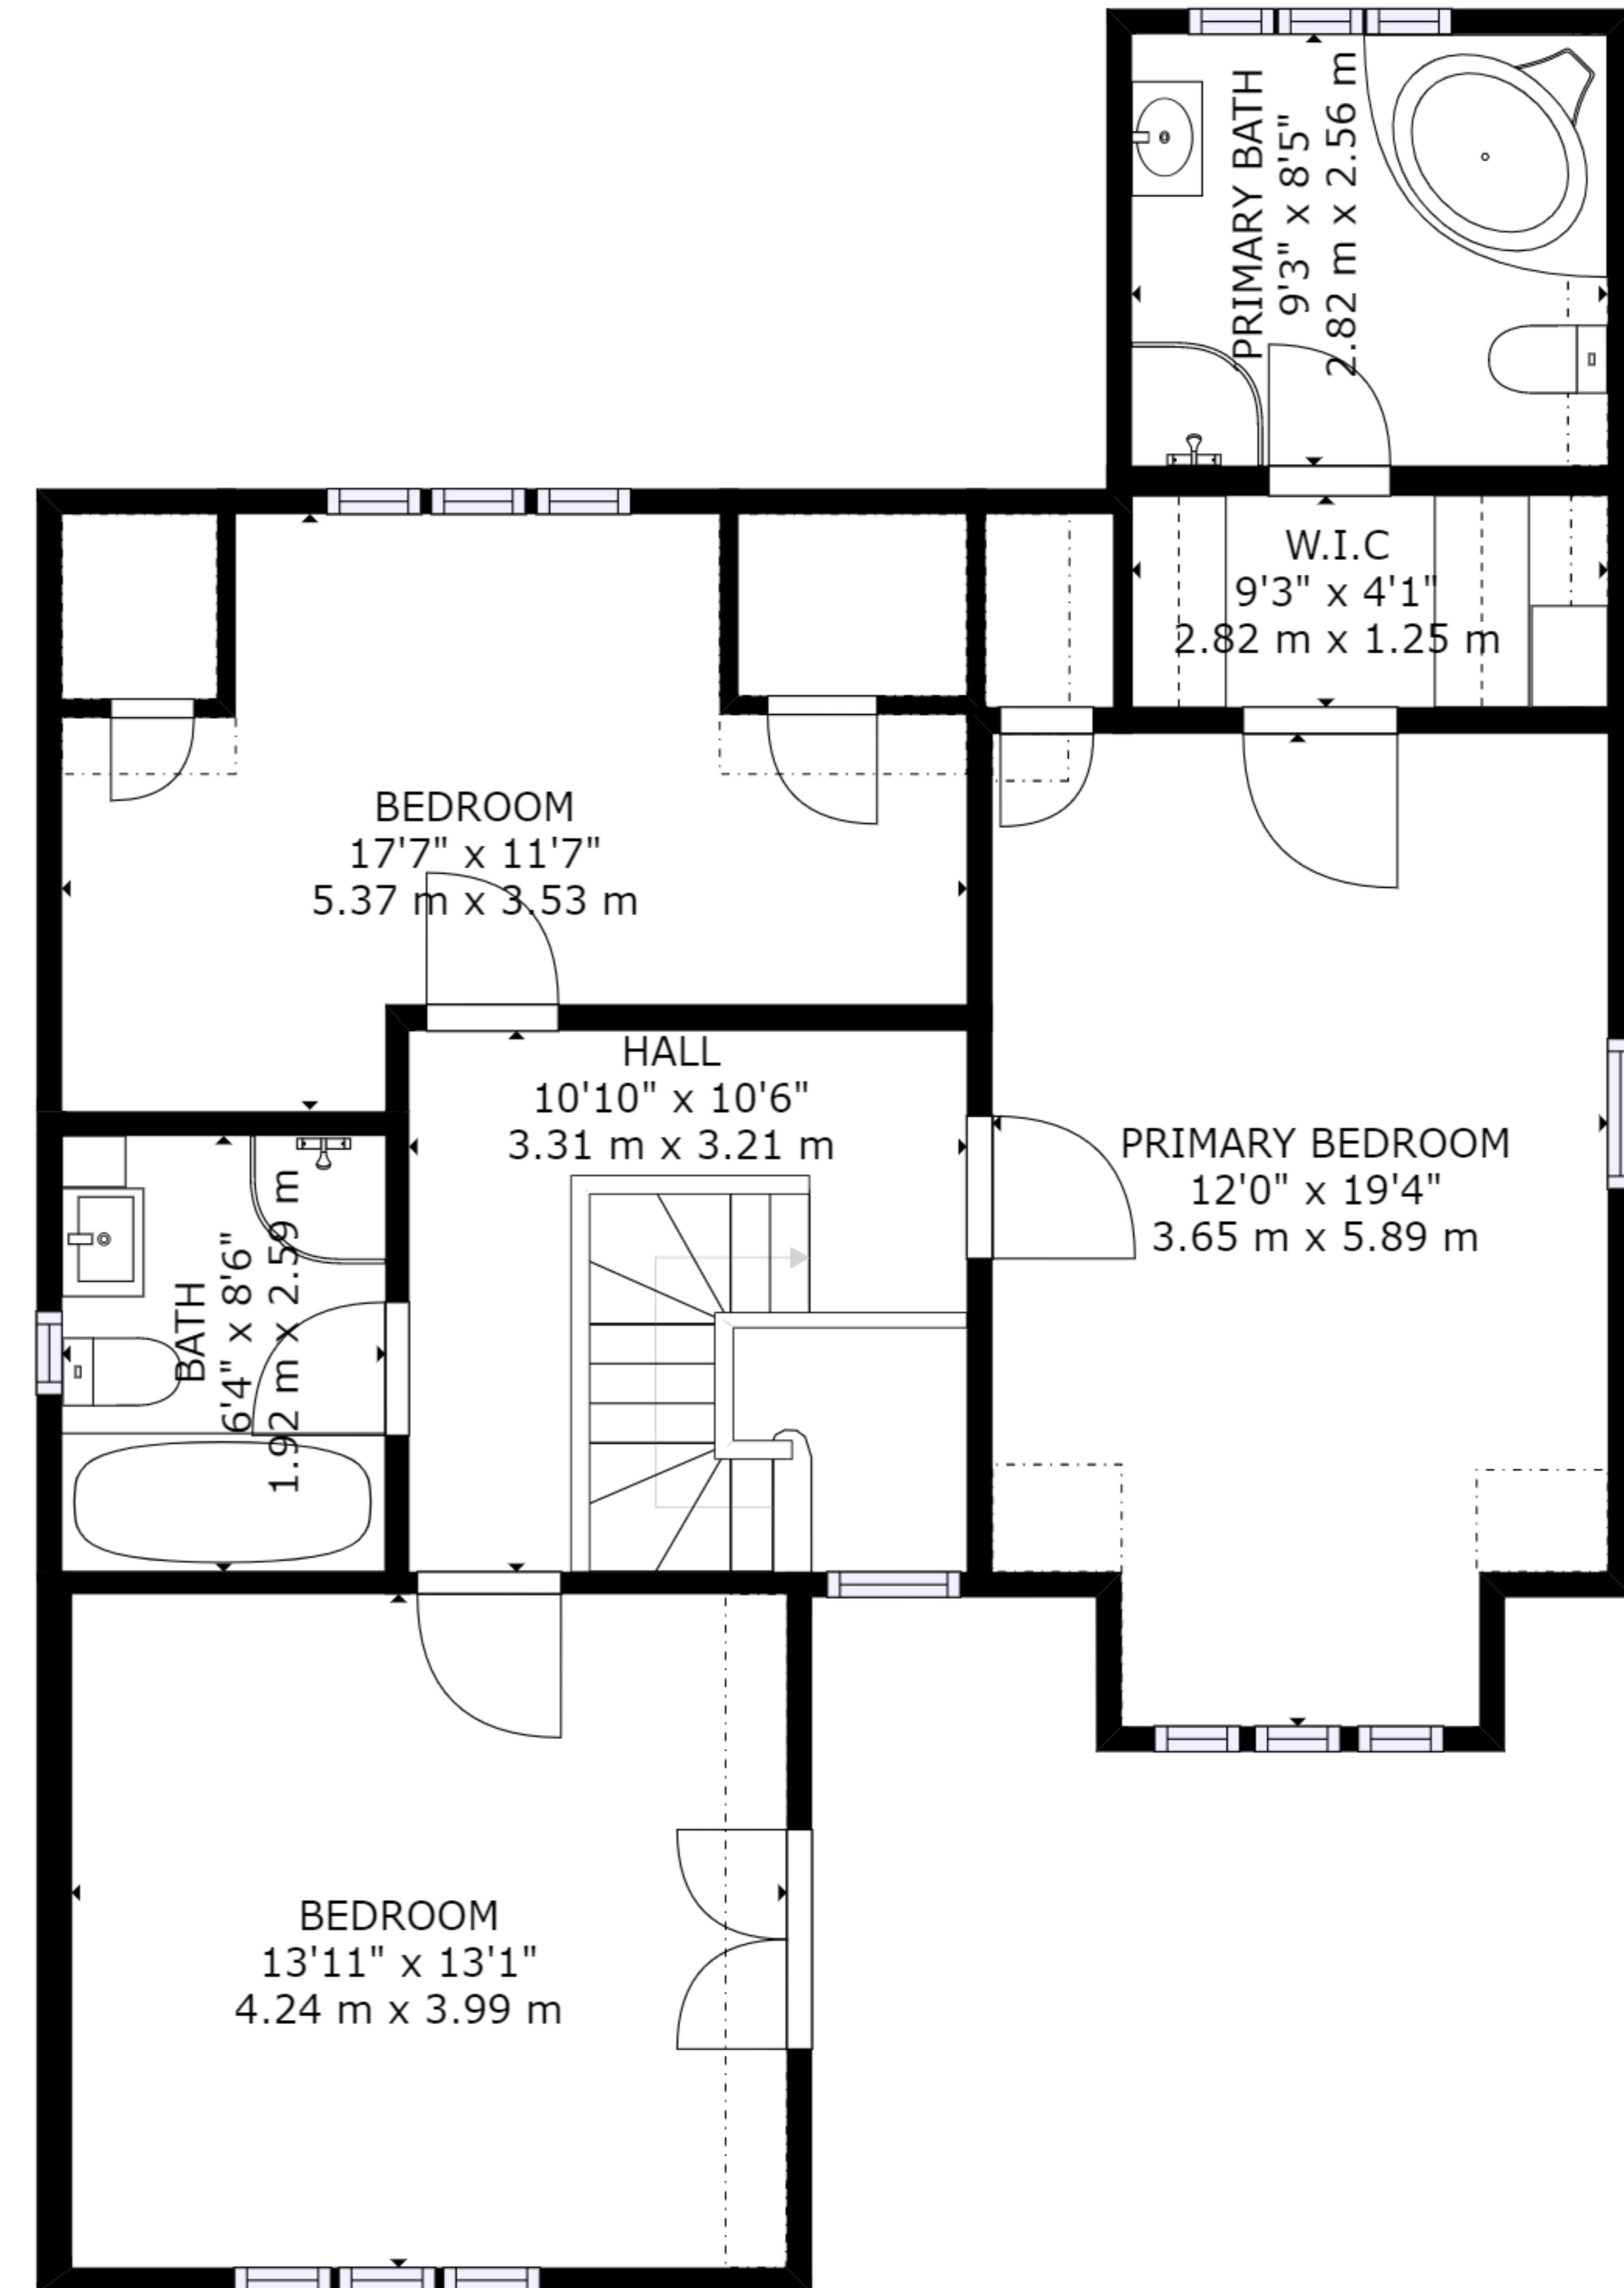 PRIMARY BATH
9'3" x 8'5"
2.82 m x 2.56 m
W.I.C
9'3" x 4'1"
2.82 m x 1.25 m
BEDROOM
17'7" x 11'7"
5.37 m x 3.53 m
HALL
10'10" x 10'6"
3.31 m x 3.21 m
PRIMARY BEDROOM
12'0" x 19'4"
3.65 m x 5.89 m
BATH
6'4" x 8'6"
1.92 m x 2.59 m
BEDROOM
13'11" x 13'1"
4.24 m x 3.99 m